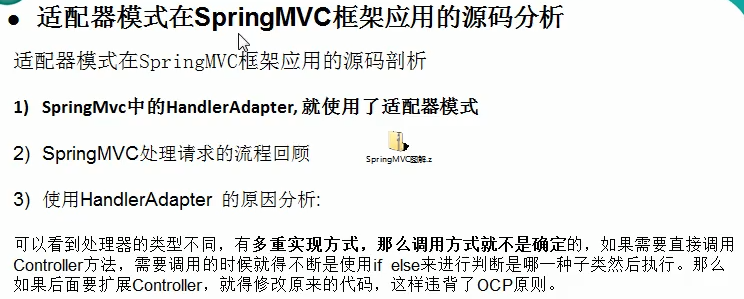 ● 适配器模式在SpringMVC框架应用的源码分析
适配器模式在SpringMVC框架应用的源码剖析
1) SpringMvc中的HandlerAdapter, 就使用了适配器模式
2) SpringMVC处理请求的流程回顾
SpringMVC图解.z
3) 使用HandlerAdapter 的原因分析:
可以看到处理器的类型不同，有多重实现方式，那么调用方式就不是确定的，如果需要直接调用
Controller方法，需要调用的时候就得不断是使用if else来进行判断是哪一种子类然后执行。那么
如果后面要扩展Controller，就得修改原来的代码，这样违背了OCP原则。